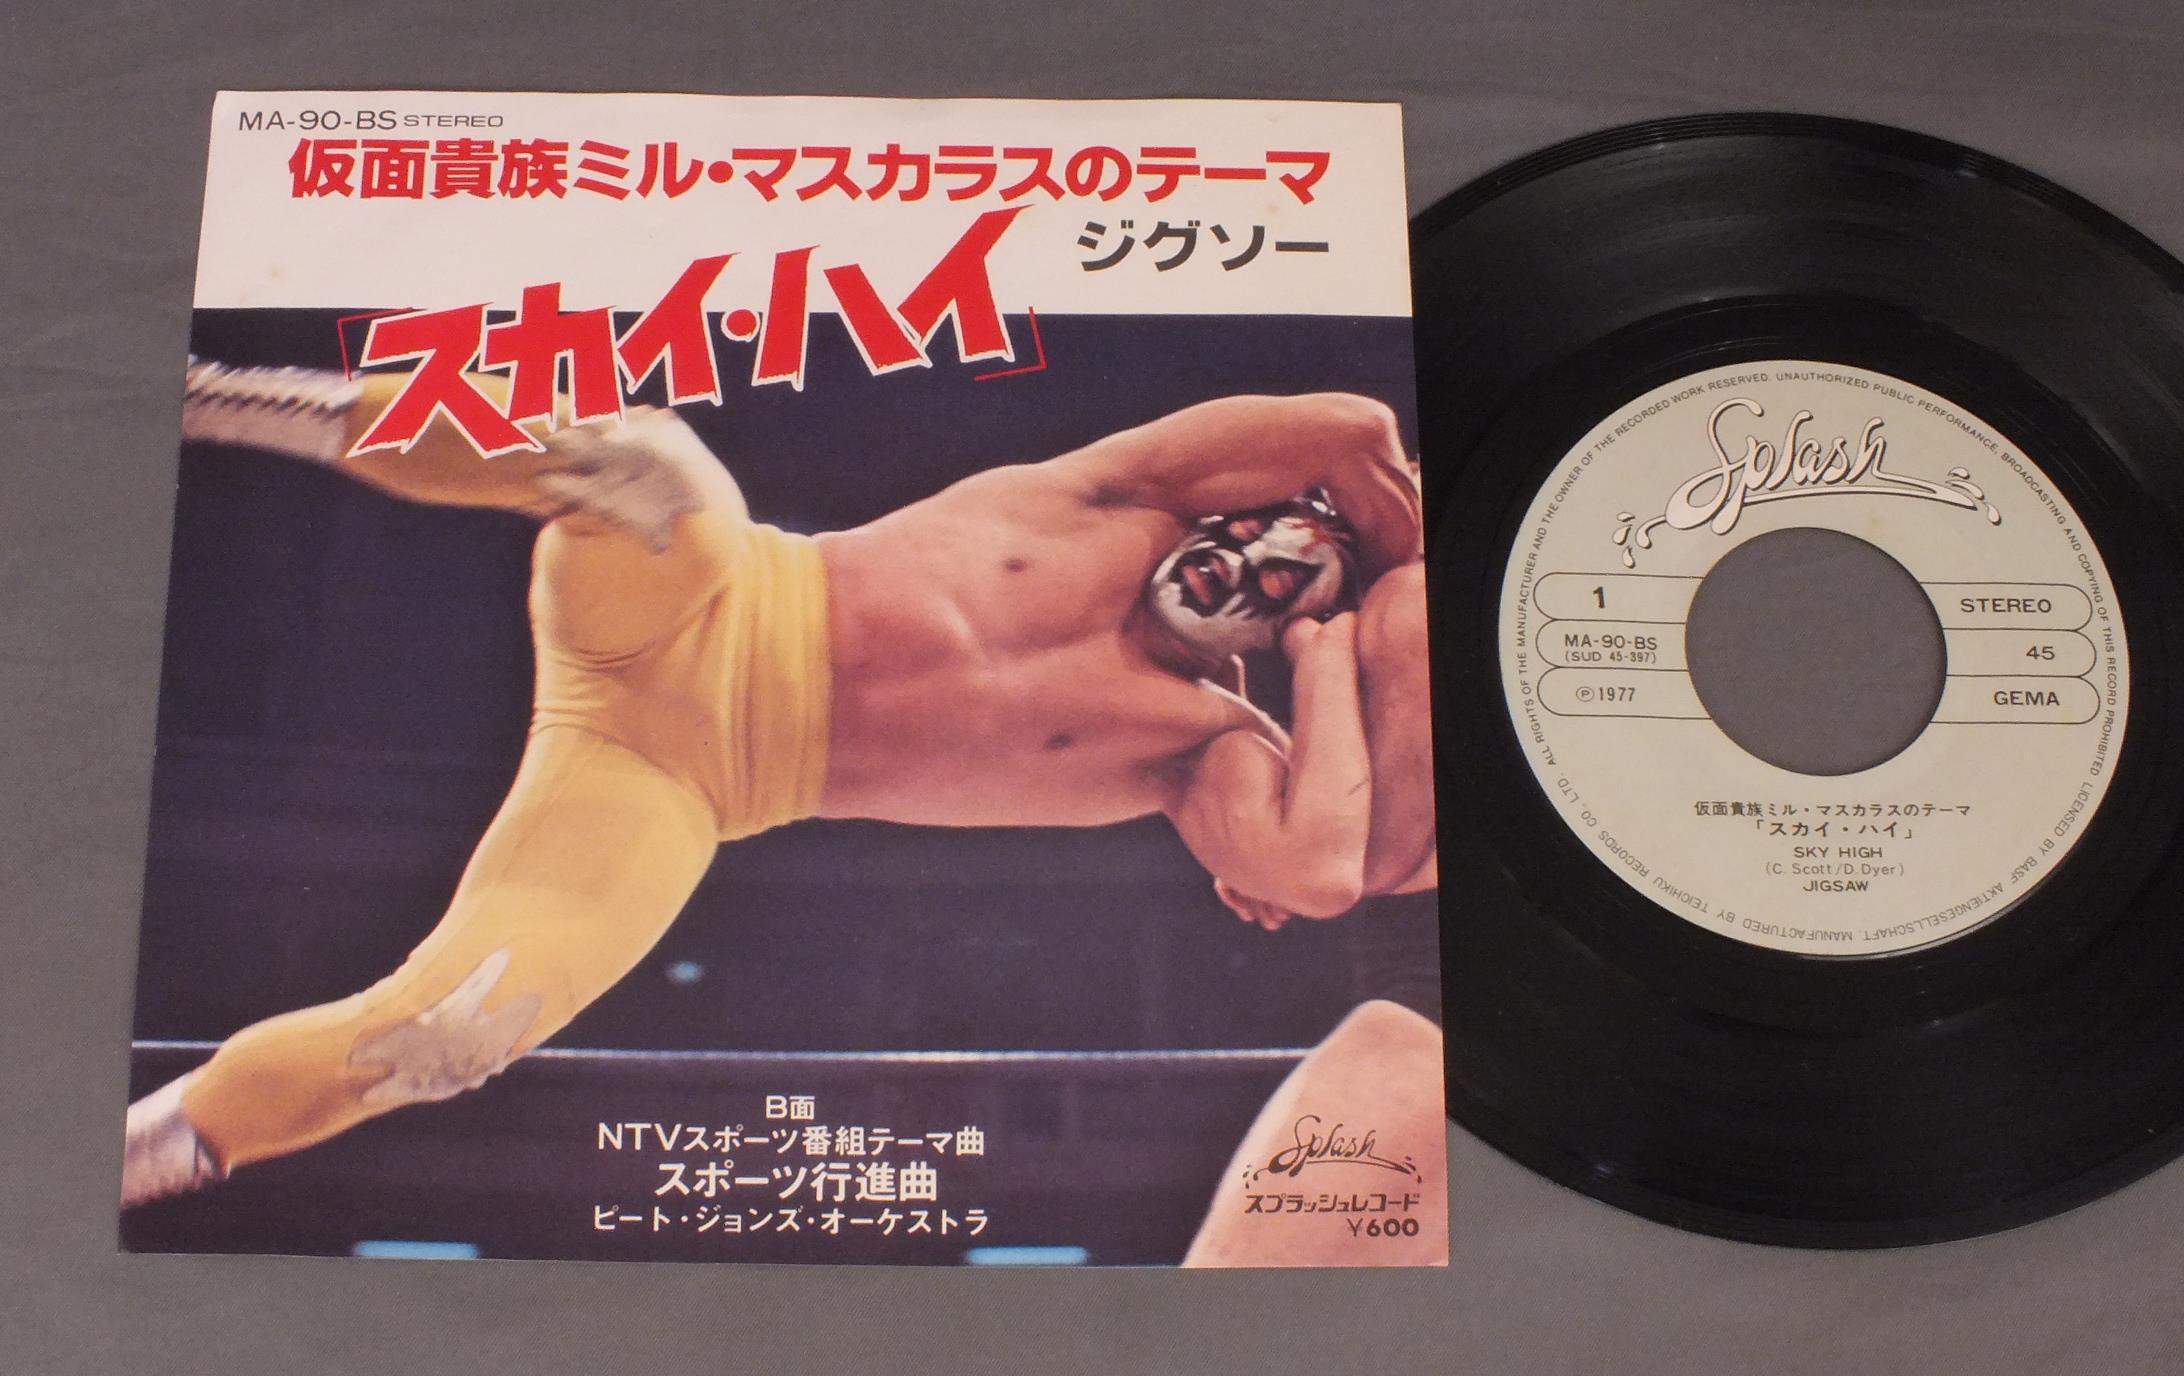 MA-90-BS STEREO
仮面貴族ミル・マスカラスのテーマ
ジグソー
「スカイ・ハイ」
B面
NTVスポーツ番組テーマ曲
スポーツ行進曲
ピート・ジョンズ・オーケストラ
Splash
スプラッシュレコード
¥600
ALL RIGHTS OF THE MANUFACTURER AND THE OWNER OF THE RECORDED WORK RESERVED. UNAUTHORIZED PUBLIC PERFORMANCE, BROADCASTING AND COPYING OF THIS RECORD PROHIBITED. LICENSED BY BASF AKTIENGESELLSCHAFT. MANUFACTURED BY TEICHIKU RECORDS CO., LTD.
Splash
1
STEREO
MA-90-BS
(SUD 45-397)
45
Ⓟ1977
GEMA
仮面貴族ミル・マスカラスのテーマ
「スカイ・ハイ」
SKY HIGH
(C. Scott/D. Dyer)
JIGSAW